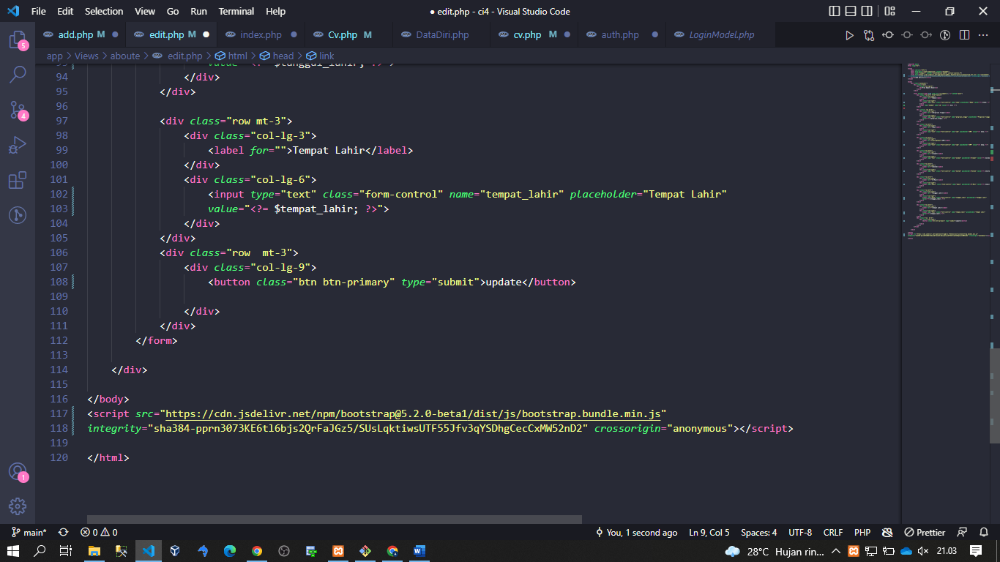 File Edit Selection View Go Run Terminal Help
● edit.php - ci4 - Visual Studio Code
add.php M
edit.php M
index.php
Cv.php M
DataDiri.php
cv.php M
auth.php
LoginModel.php
app > Views > aboute > edit.php > html > head > link
93 value="<?= $tanggal_lahir; ?>">
94 </div>
95 </div>
96
97 <div class="row mt-3">
98 <div class="col-lg-3">
99 <label for="">Tempat Lahir</label>
100 </div>
101 <div class="col-lg-6">
102 <input type="text" class="form-control" name="tempat_lahir" placeholder="Tempat Lahir"
103 value="<?= $tempat_lahir; ?>">
104 </div>
105 </div>
106 <div class="row  mt-3">
107 <div class="col-lg-9">
108 <button class="btn btn-primary" type="submit">update</button>
109
110 </div>
111 </div>
112 </form>
113
114 </div>
115
116 </body>
117 <script src="https://cdn.jsdelivr.net/npm/bootstrap@5.2.0-beta1/dist/js/bootstrap.bundle.min.js"
118 integrity="sha384-pprn3073KE6tl6bjs2QrFaJGz5/SUsLqktiwsUTF55Jfv3qYSDhgCecCxMW52nD2" crossorigin="anonymous"></script>
119
120 </html>
5
4
1
main* 0 0
You, 1 second ago Ln 9, Col 5 Spaces: 4 UTF-8 CRLF PHP Prettier
28°C Hujan rin... 21.03